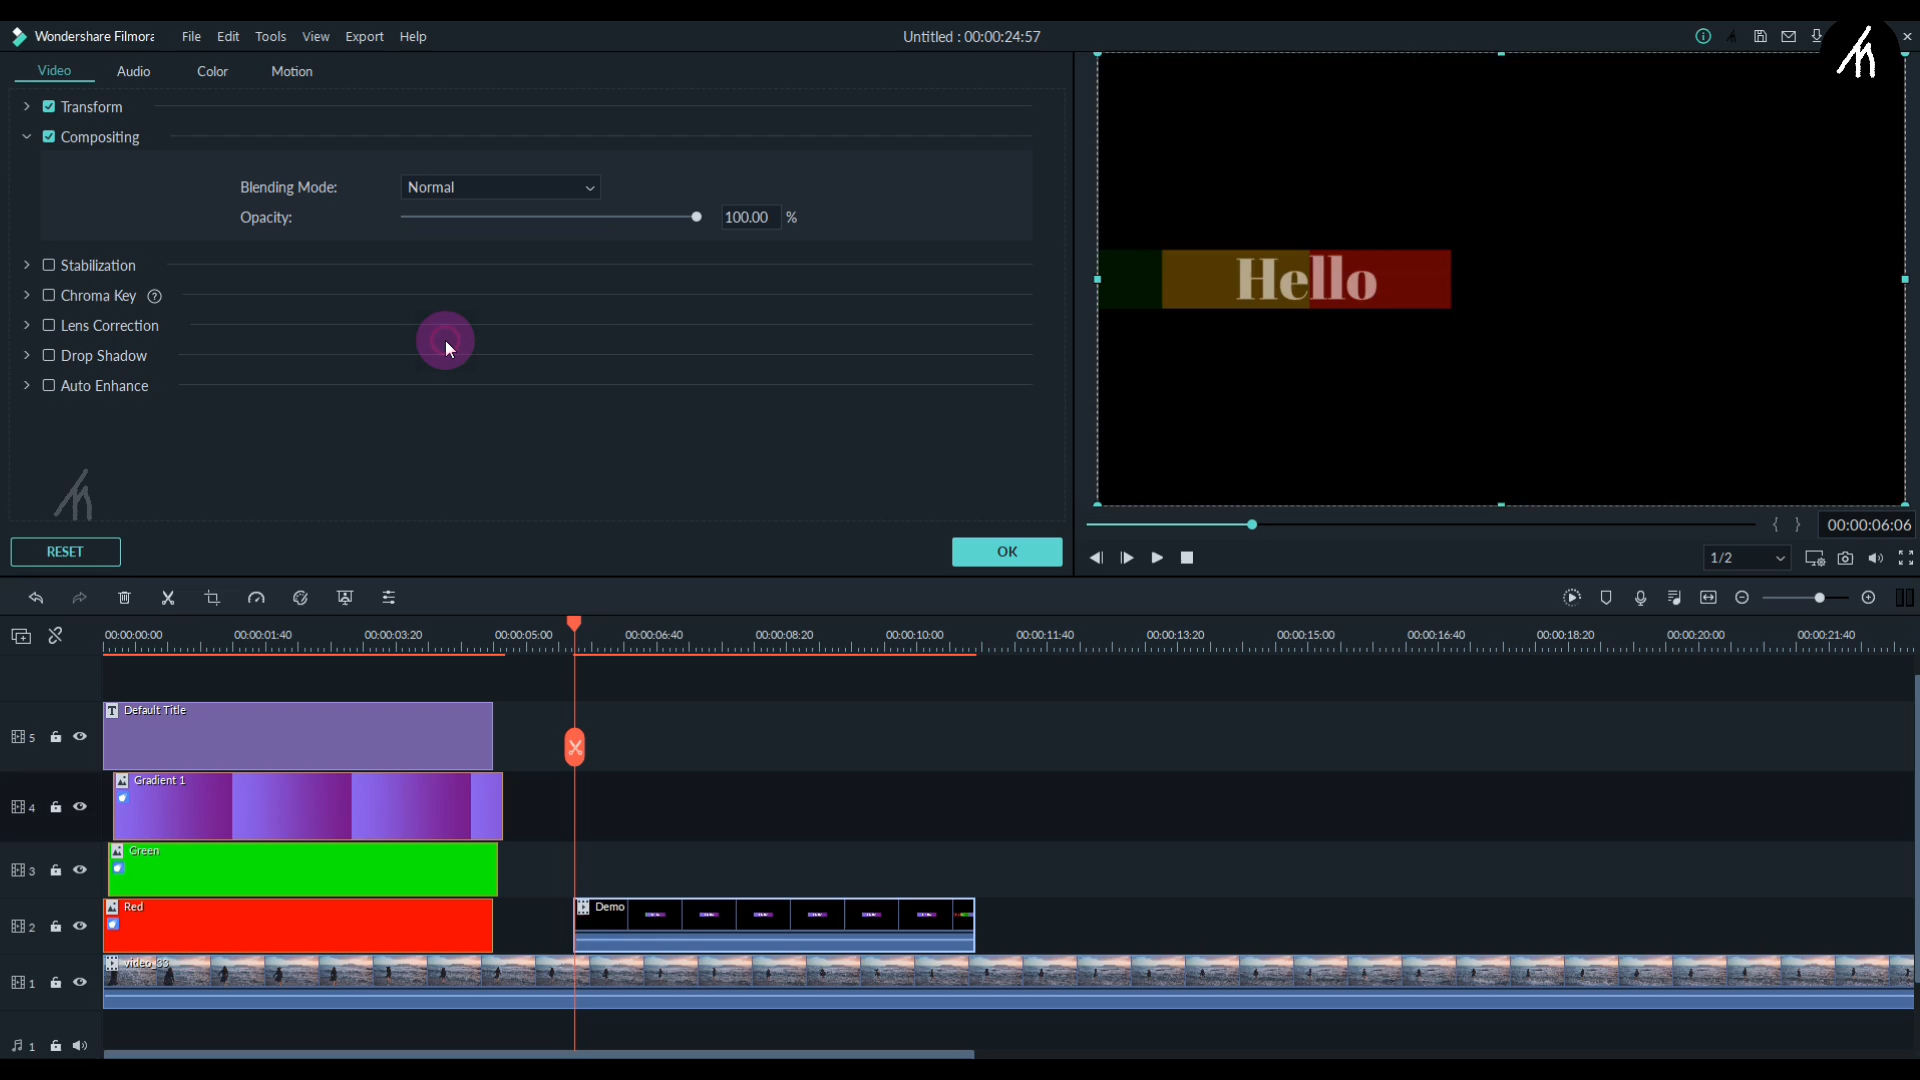 Wondershare Filmora File Edit Tools View Export Help Untitled : 00:00:24:57
Video Audio Color Motion
Transform
Compositing
Blending Mode: Normal
Opacity: 100.00 %
Stabilization
Chroma Key ?
Lens Correction
Drop Shadow
Auto Enhance
RESET OK
Hello
{ } 00:00:06:06
1/2
00:00:00:00 00:00:01:40 00:00:03:20 00:00:05:00 00:00:06:40 00:00:08:20 00:00:10:00 00:00:11:40 00:00:13:20 00:00:15:00 00:00:16:40 00:00:18:20 00:00:20:00 00:00:21:40
5 T Default Title
4 Gradient 1
3 Green
2 Red Demo
1 video_33
1